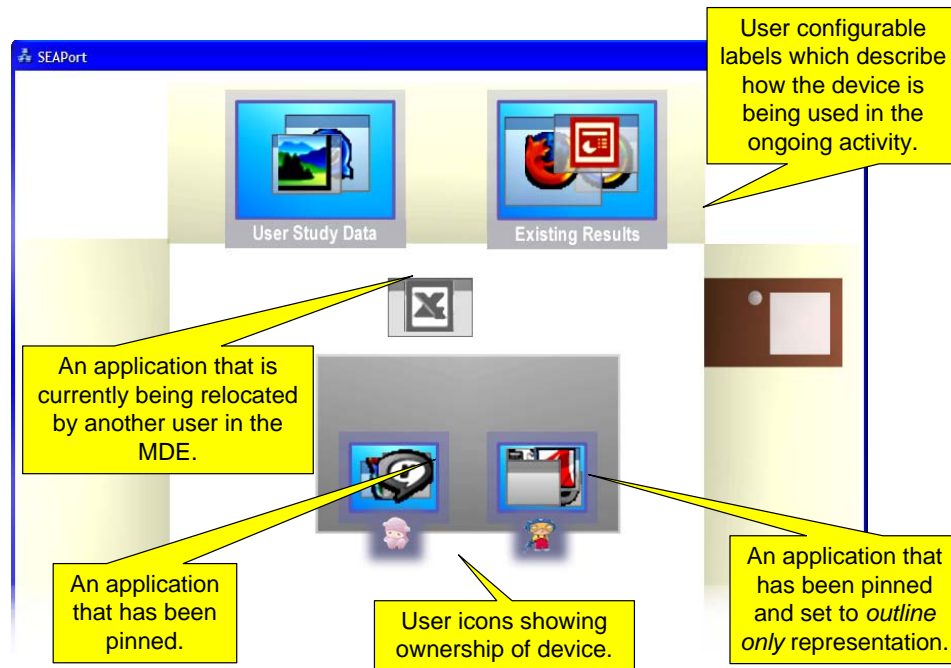 SEAPort
User configurable
labels which describe
how the device is
being used in the
ongoing activity.
User Study Data
Existing Results
An application that is
currently being relocated
by another user in the
MDE.
An application
that has been
pinned.
User icons showing
ownership of device.
An application that
has been pinned
and set to outline
only representation.